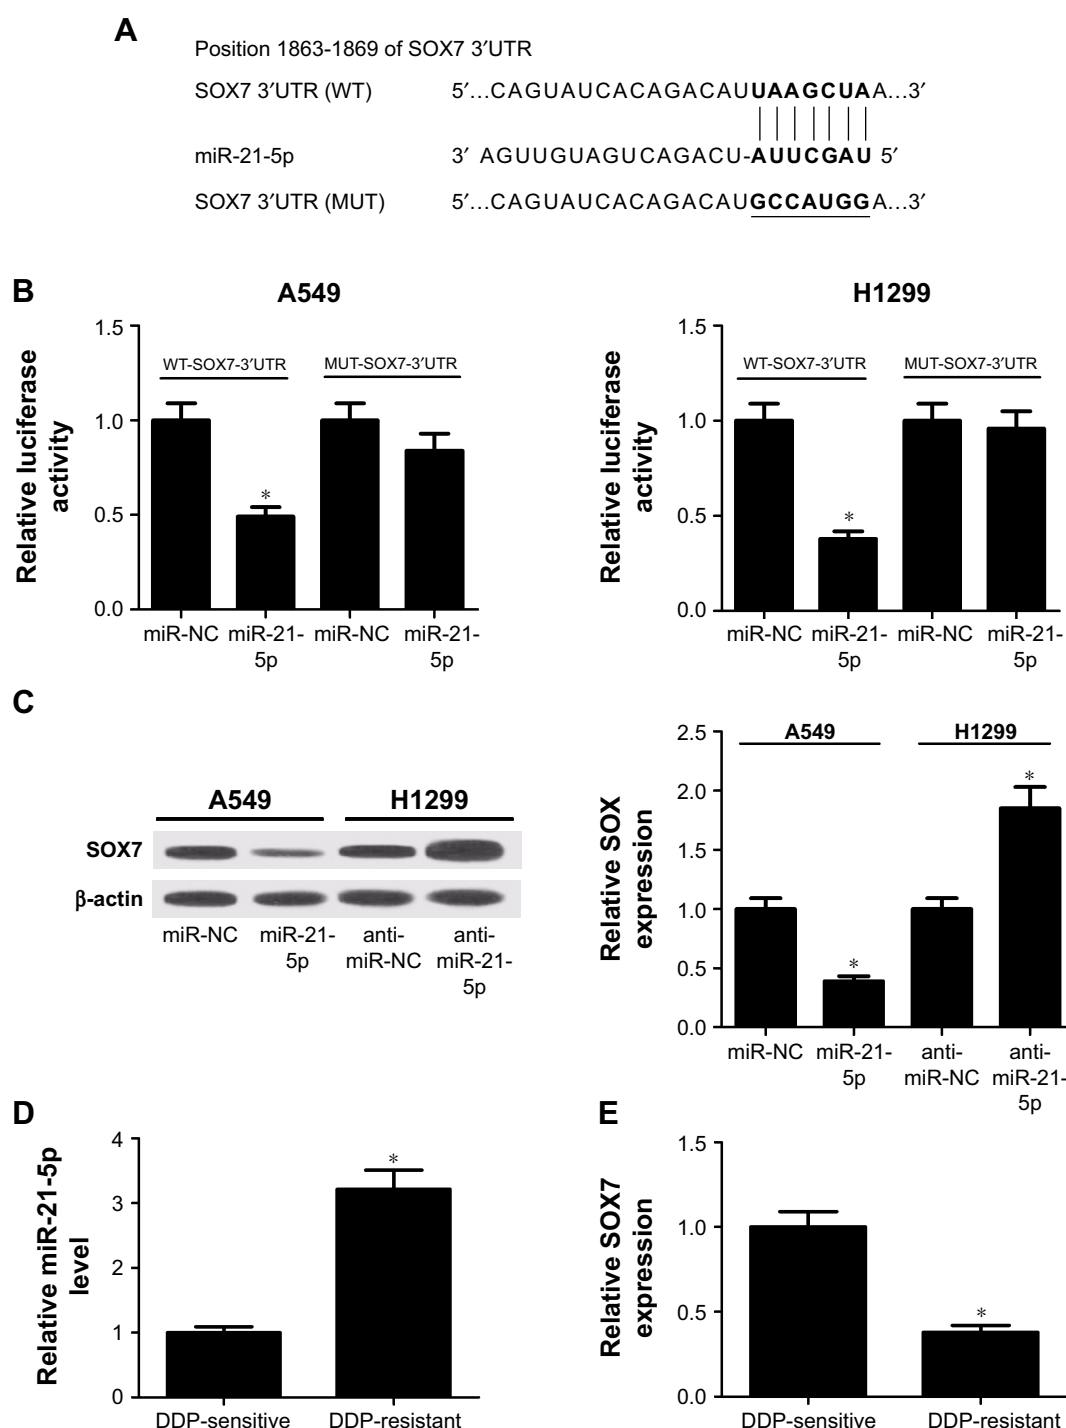 A
Position 1863-1869 of SOX7 3′UTR
SOX7 3′UTR (WT) 5′...CAGUAUCACAGACAUUAAGCUAA...3′
miR-21-5p 3′ AGUUGUAGUCAGACU-AUUCGAU 5′
SOX7 3′UTR (MUT) 5′...CAGUAUCACAGACAUGCCAUGGA...3′
B
A549
Relative luciferase
activity
1.5
1.0
0.5
0.0
WT-SOX7-3′UTR MUT-SOX7-3′UTR
*
miR-NC miR-21-5p miR-NC miR-21-5p
H1299
Relative luciferase
activity
1.5
1.0
0.5
0.0
WT-SOX7-3′UTR MUT-SOX7-3′UTR
*
miR-NC miR-21-5p miR-NC miR-21-5p
C
A549 H1299
SOX7
β-actin
miR-NC miR-21-5p anti-miR-NC anti-miR-21-5p
Relative SOX
expression
2.5
2.0
1.5
1.0
0.5
0.0
A549 H1299
*
*
miR-NC miR-21-5p anti-miR-NC anti-miR-21-5p
D
Relative miR-21-5p
level
4
3
2
1
0
*
DDP-sensitive DDP-resistant
E
Relative SOX7
expression
1.5
1.0
0.5
0.0
*
DDP-sensitive DDP-resistant